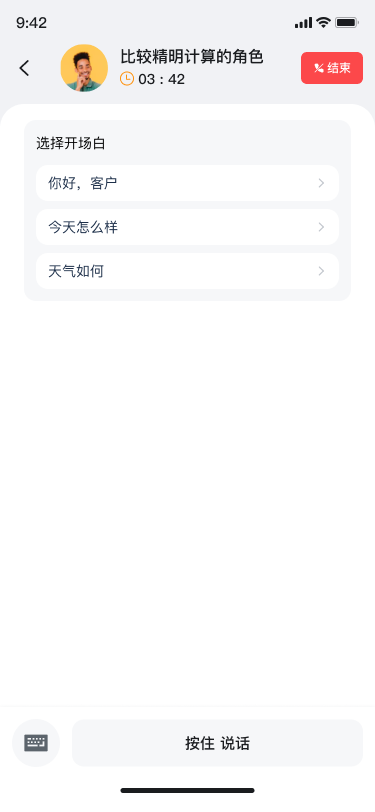 9:42
比较精明计算的角色
03 : 42
结束
选择开场白
你好，客户
今天怎么样
天气如何
按住 说话